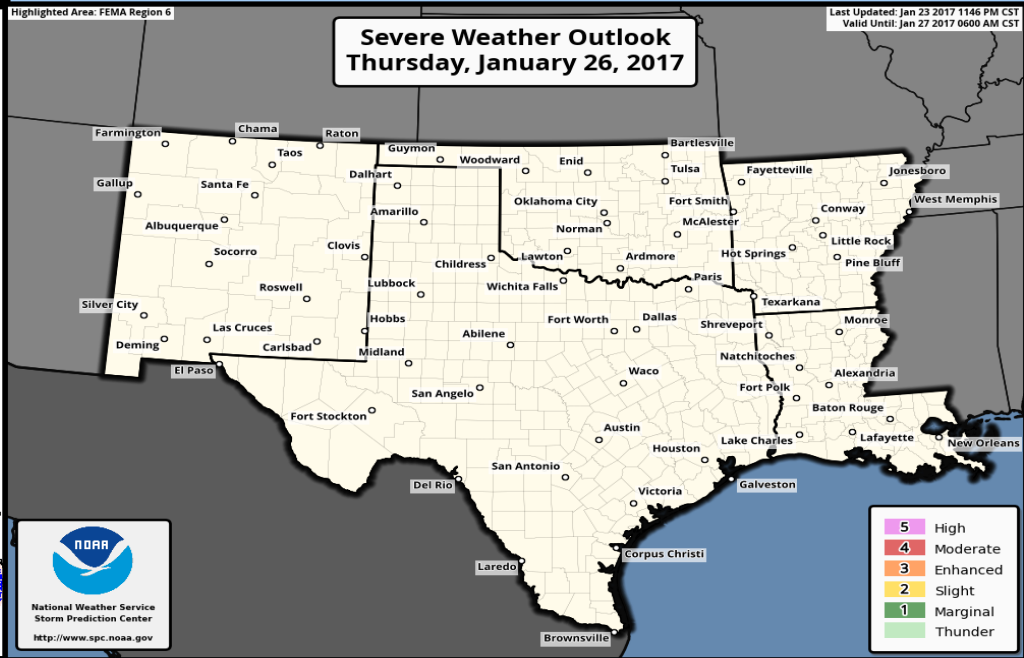 Highlighted Area: FEMA Region 6
Last Updated: Jan 23 2017 1146 PM CST
Valid Until: Jan 27 2017 0600 AM CST
Severe Weather Outlook
Thursday, January 26, 2017
Farmington
Chama
Raton
Guymon
Bartlesville
Taos
Woodward
Enid
Dalhart
Tulsa
Fayetteville
Jonesboro
Gallup
Santa Fe
Oklahoma City
Fort Smith
West Memphis
Amarillo
Conway
Albuquerque
Norman
McAlester
Little Rock
Socorro
Clovis
Childress
Lawton
Ardmore
Hot Springs
Pine Bluff
Roswell
Lubbock
Wichita Falls
Paris
Silver City
Texarkana
Las Cruces
Hobbs
Abilene
Fort Worth
Dallas
Shreveport
Monroe
Deming
Carlsbad
Midland
Natchitoches
El Paso
Waco
Alexandria
San Angelo
Fort Polk
Fort Stockton
Baton Rouge
Austin
Houston
Lake Charles
Lafayette
New Orleans
San Antonio
Del Rio
Victoria
Galveston
Corpus Christi
Laredo
Brownsville
NOAA
National Weather Service
Storm Prediction Center
http://www.spc.noaa.gov
5 High
4 Moderate
3 Enhanced
2 Slight
1 Marginal
Thunder